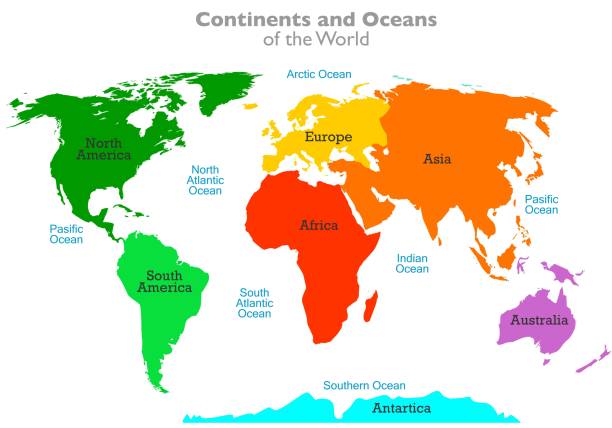 Continents and Oceans
of the World
Arctic Ocean
North
America
Europe
Asia
North
Atlantic
Ocean
Pasific
Ocean
Pasific
Ocean
Africa
Indian
Ocean
South
America
South
Atlantic
Ocean
Australia
Southern Ocean
Antartica